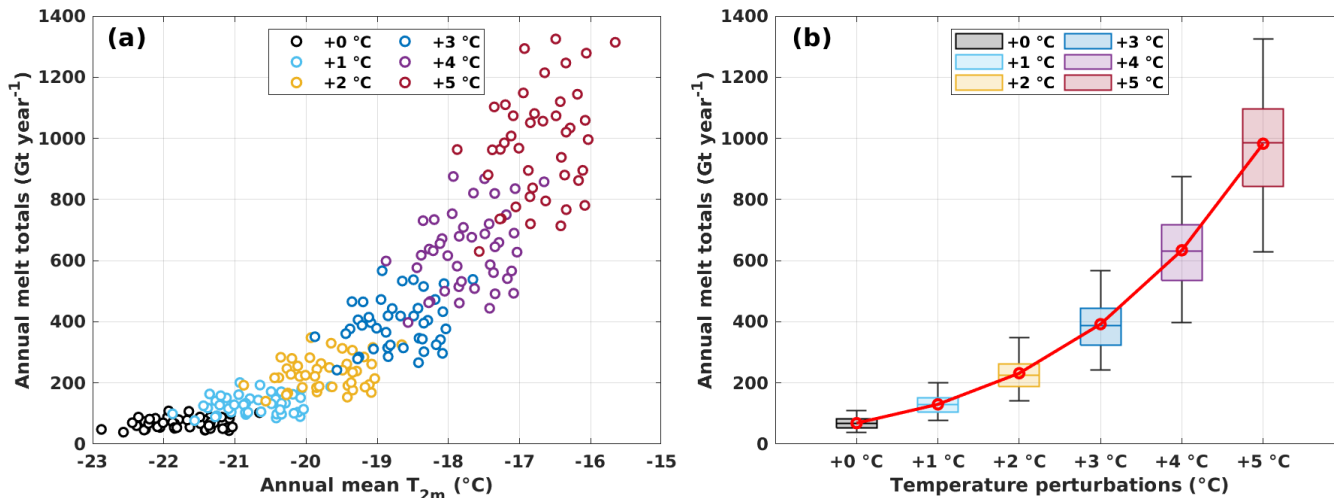 (a)
+0 °C +3 °C
+1 °C +4 °C
+2 °C +5 °C
Annual melt totals (Gt year-1)
1400
1200
1000
800
600
400
200
0
-23 -22 -21 -20 -19 -18 -17 -16 -15
Annual mean T2m (°C)
(b)
+0 °C +3 °C
+1 °C +4 °C
+2 °C +5 °C
Annual melt totals (Gt year-1)
1400
1200
1000
800
600
400
200
0
+0 °C +1 °C +2 °C +3 °C +4 °C +5 °C
Temperature perturbations (°C)